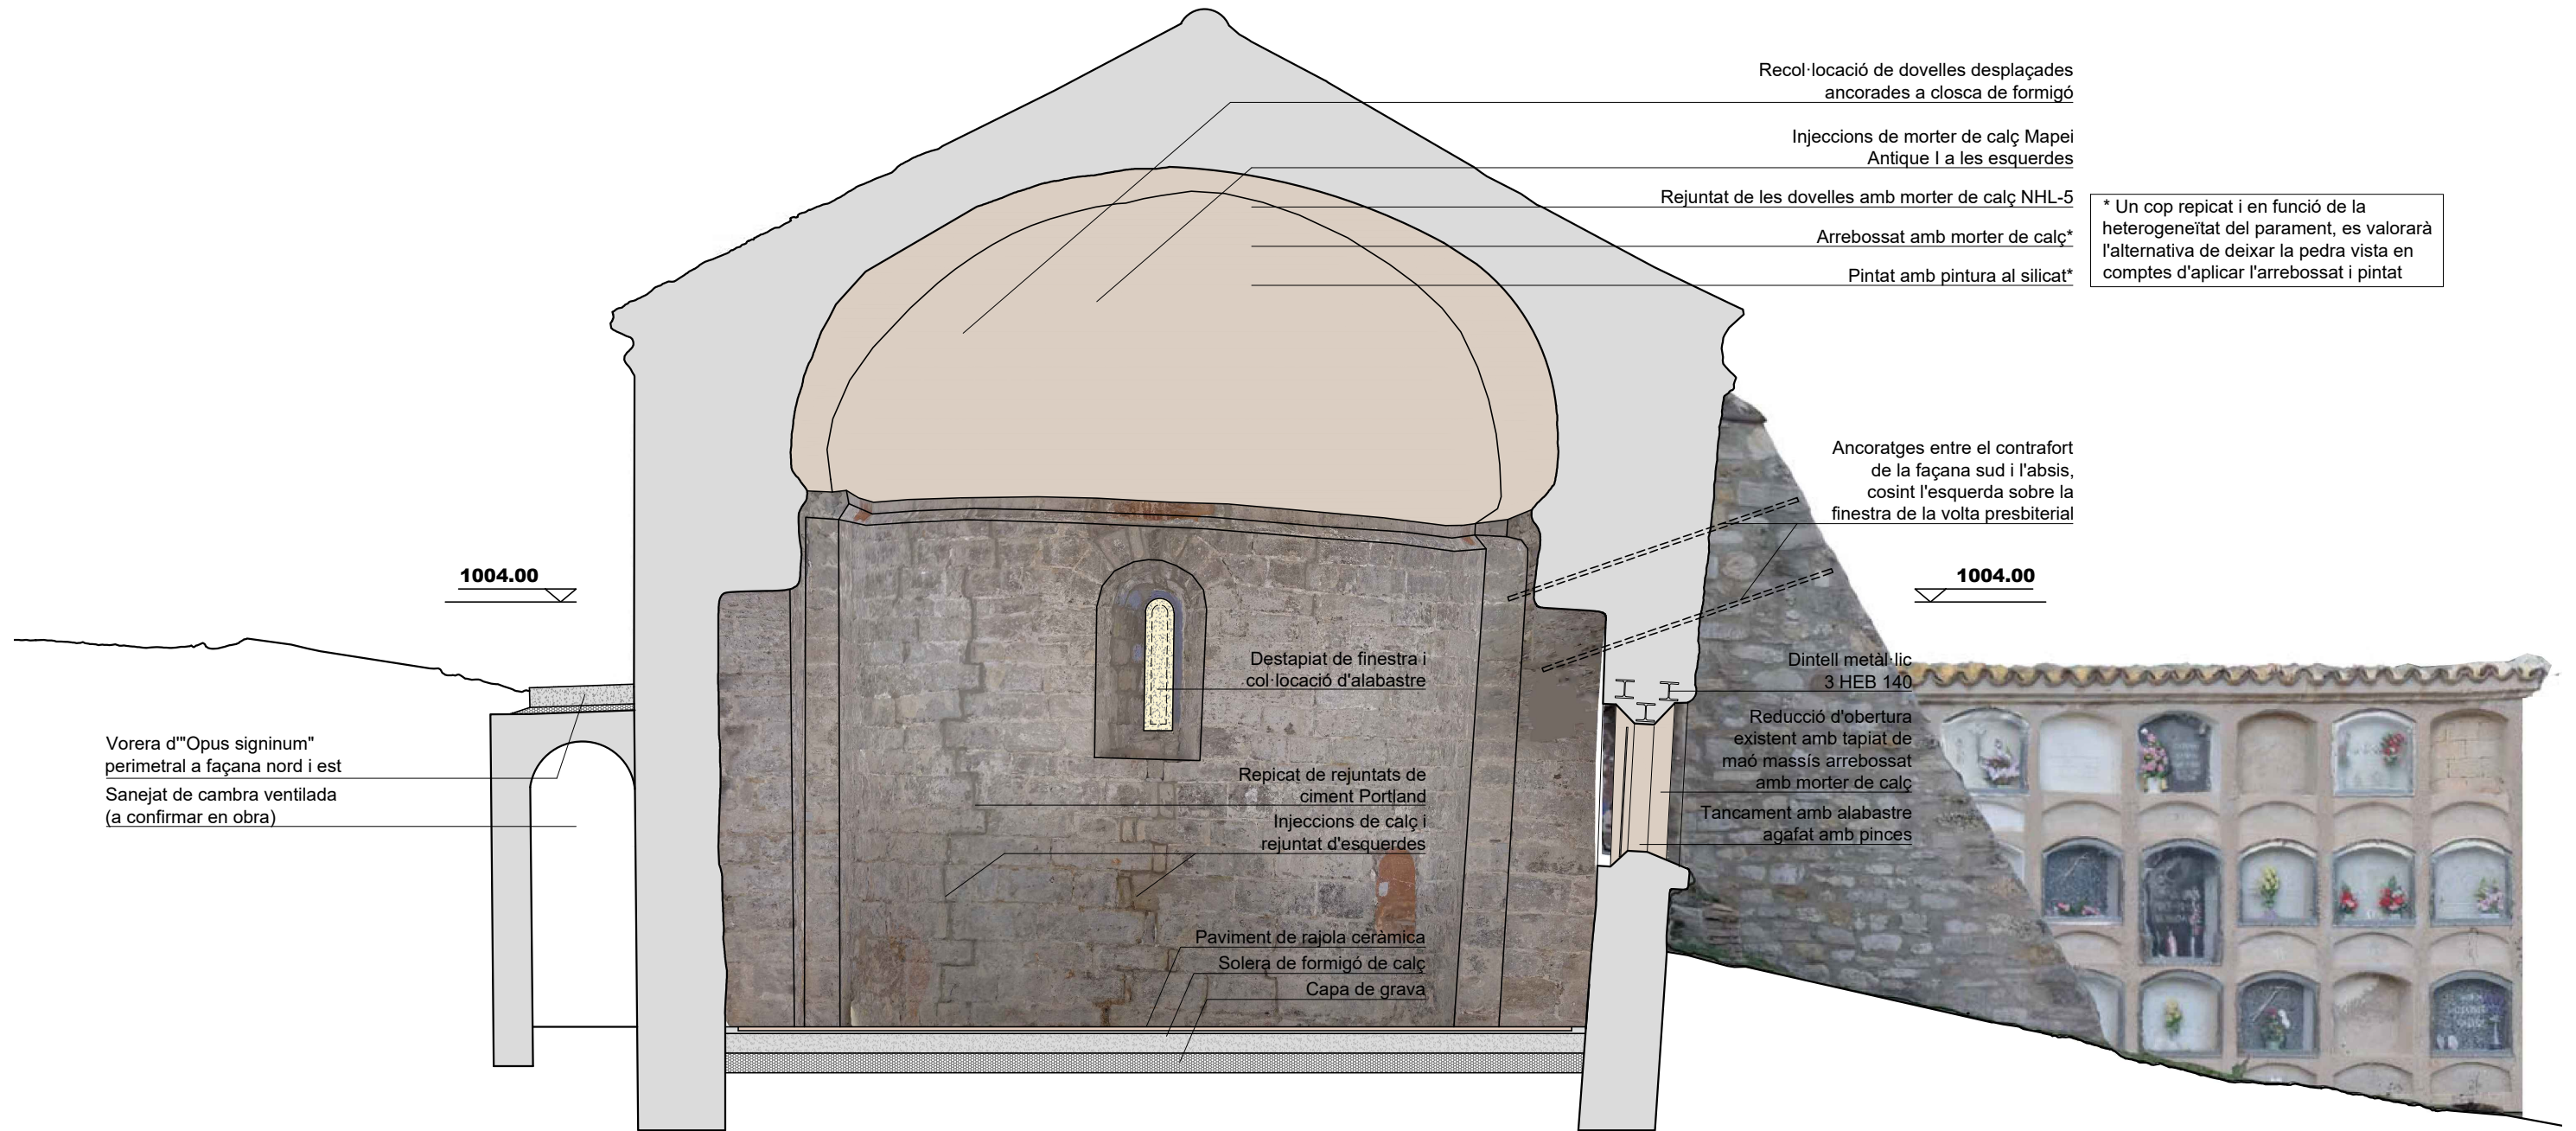 Recol·locació de dovelles desplaçades
ancorades a closca de formigó
Injeccions de morter de calç Mapei
Antique I a les esquerdes
Rejuntat de les dovelles amb morter de calç NHL-5
Arrebossat amb morter de calç*
Pintat amb pintura al silicat*
* Un cop repicat i en funció de la
heterogeneïtat del parament, es valorarà
l'alternativa de deixar la pedra vista en
comptes d'aplicar l'arrebossat i pintat
Ancoratges entre el contrafort
de la façana sud i l'absis,
cosint l'esquerda sobre la
finestra de la volta presbiterial
1004.00
1004.00
Destapiat de finestra i
col·locació d'alabastre
Dintell metàl·lic
3 HEB 140
Reducció d'obertura
existent amb tapiat de
maó massís arrebossat
amb morter de calç
Tancament amb alabastre
agafat amb pinces
Vorera d'"Opus signinum"
perimetral a façana nord i est
Sanejat de cambra ventilada
(a confirmar en obra)
Repicat de rejuntats de
ciment Portland
Injeccions de calç i
rejuntat d'esquerdes
Paviment de rajola ceràmica
Solera de formigó de calç
Capa de grava